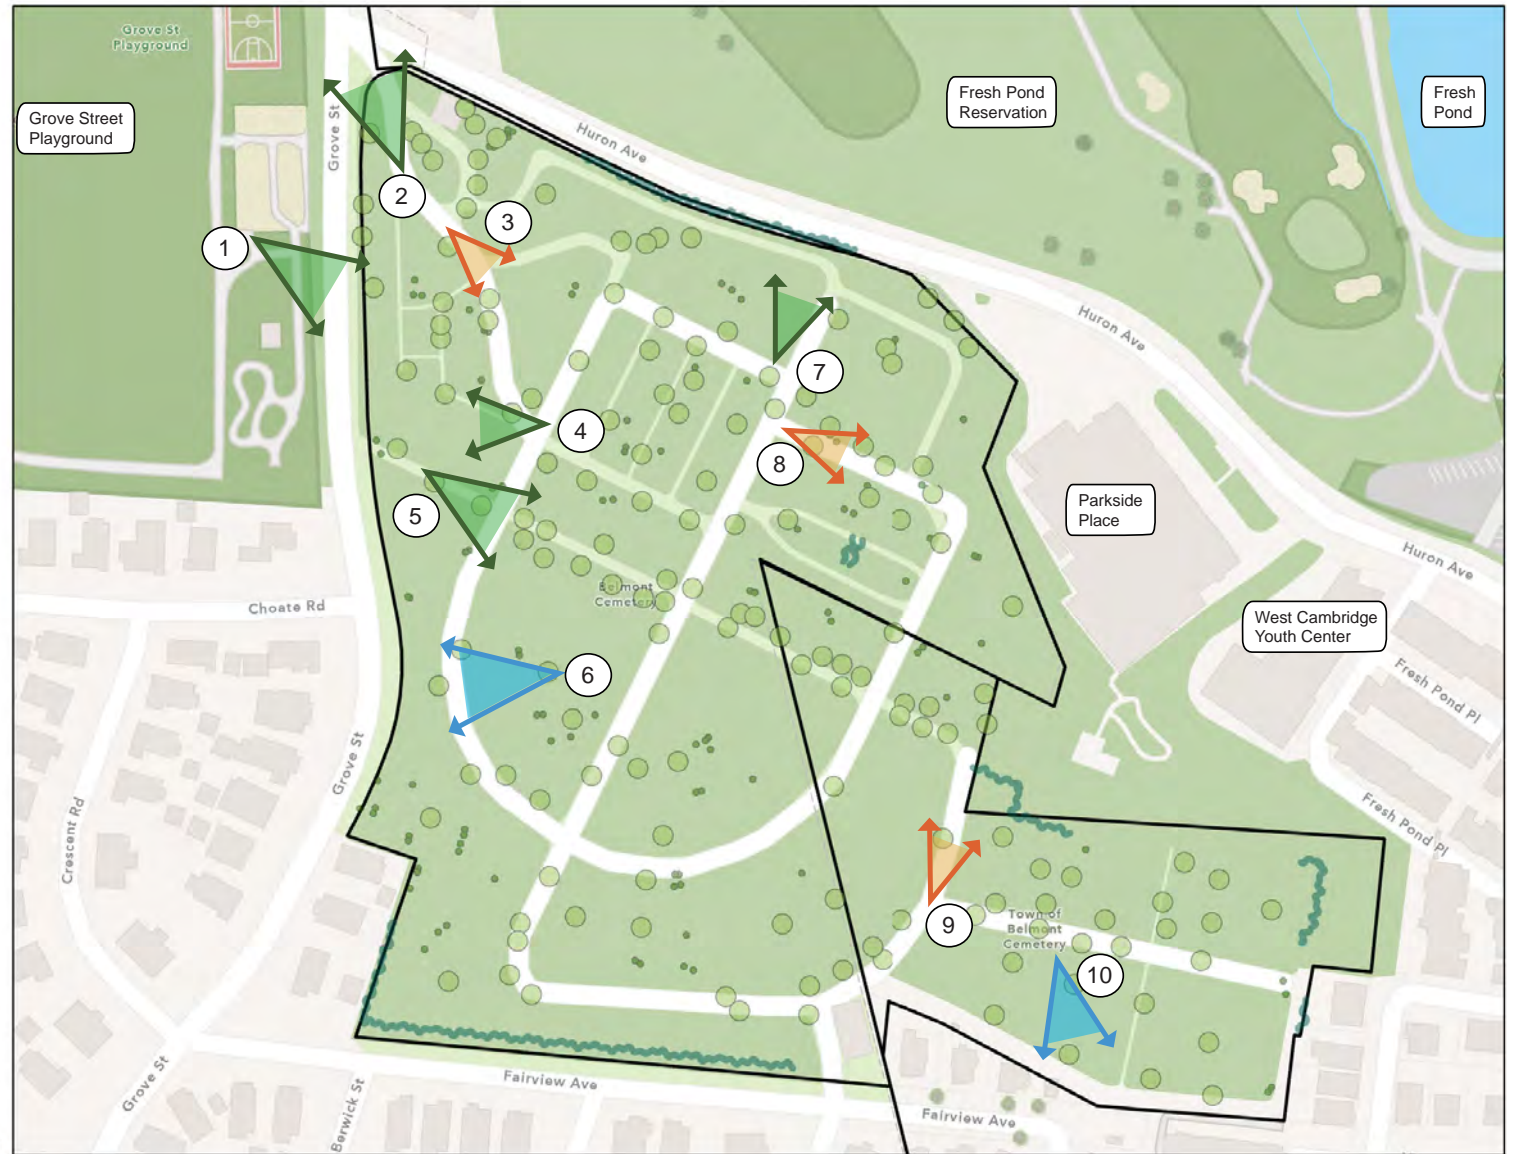 Grove St
Playground
Grove Street
Playground
Fresh Pond
Reservation
Fresh
Pond
Grove St
Huron Ave
2
3
1
Huron Ave
7
4
8
5
Parkside
Place
Huron Ave
Belmont
Cemetery
Choate Rd
West Cambridge
Youth Center
6
Fresh Pond Pl
Grove St
Crescent Rd
Fresh Pond Pl
9
Town of
Belmont
Cemetery
10
Grove St
Berwick St
Fairview Ave
Fairview Ave